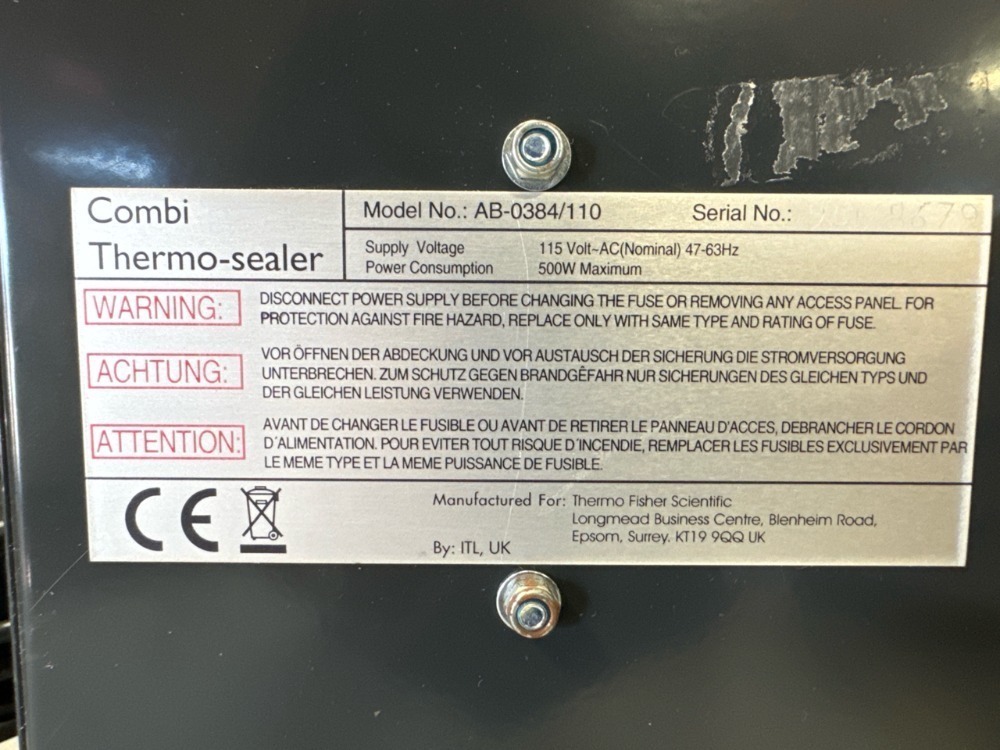 Combi
Thermo-sealer
Model No.: AB-0384/110 Serial No.:
Supply Voltage 115 Volt~AC(Nominal) 47-63Hz
Power Consumption 500W Maximum
WARNING:
DISCONNECT POWER SUPPLY BEFORE CHANGING THE FUSE OR REMOVING ANY ACCESS PANEL. FOR
PROTECTION AGAINST FIRE HAZARD, REPLACE ONLY WITH SAME TYPE AND RATING OF FUSE.
ACHTUNG:
VOR ÖFFNEN DER ABDECKUNG UND VOR AUSTAUSCH DER SICHERUNG DIE STROMVERSORGUNG
UNTERBRECHEN. ZUM SCHUTZ GEGEN BRANDGÊFAHR NUR SICHERUNGEN DES GLEICHEN TYPS UND
DER GLEICHEN LEISTUNG VERWENDEN.
ATTENTION:
AVANT DE CHANGER LE FUSIBLE OU AVANT DE RETIRER LE PANNEAU D'ACCES, DEBRANCHER LE CORDON
D'ALIMENTATION. POUR EVITER TOUT RISQUE D'INCENDIE, REMPLACER LES FUSIBLES EXCLUSIVEMENT PAR
LE MEME TYPE ET LA MEME PUISSANCE DE FUSIBLE.
CE
Manufactured For: Thermo Fisher Scientific
Longmead Business Centre, Blenheim Road,
Epsom, Surrey. KT19 9QQ UK
By: ITL, UK